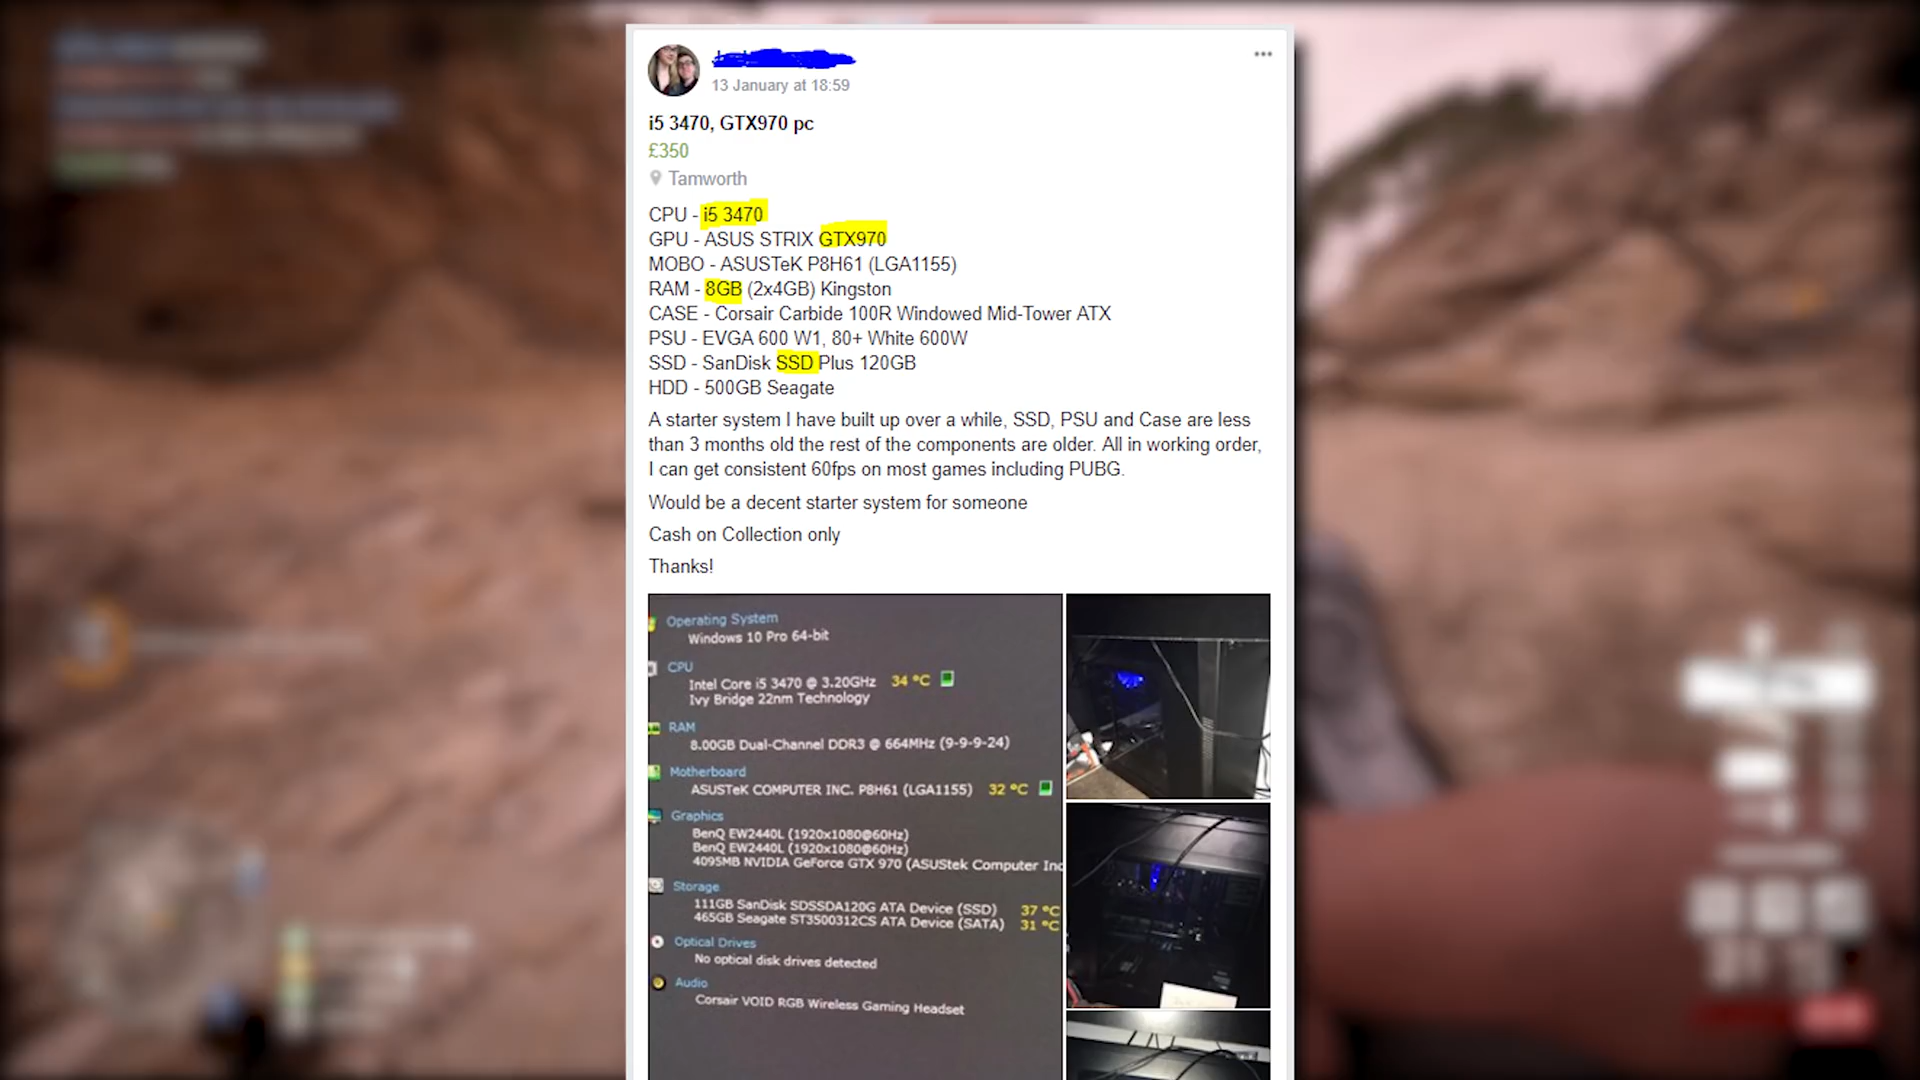 13 January at 18:59
i5 3470, GTX970 pc
£350
Tamworth
CPU - i5 3470
GPU - ASUS STRIX GTX970
MOBO - ASUSTeK P8H61 (LGA1155)
RAM - 8GB (2x4GB) Kingston
CASE - Corsair Carbide 100R Windowed Mid-Tower ATX
PSU - EVGA 600 W1, 80+ White 600W
SSD - SanDisk SSD Plus 120GB
HDD - 500GB Seagate
A starter system I have built up over a while, SSD, PSU and Case are less
than 3 months old the rest of the components are older. All in working order,
I can get consistent 60fps on most games including PUBG.
Would be a decent starter system for someone
Cash on Collection only
Thanks!
Operating System
Windows 10 Pro 64-bit
CPU
Intel Core i5 3470 @ 3.20GHz 34 °C
Ivy Bridge 22nm Technology
RAM
8.00GB Dual-Channel DDR3 @ 664MHz (9-9-9-24)
Motherboard
ASUSTeK COMPUTER INC. P8H61 (LGA1155) 32 °C
Graphics
BenQ EW2440L (1920x1080@60Hz)
BenQ EW2440L (1920x1080@60Hz)
4095MB NVIDIA GeForce GTX 970 (ASUStek Computer Inc
Storage
111GB SanDisk SDSSDA120G ATA Device (SSD) 37 °C
465GB Seagate ST3500312CS ATA Device (SATA) 31 °C
Optical Drives
No optical disk drives detected
Audio
Corsair VOID RGB Wireless Gaming Headset